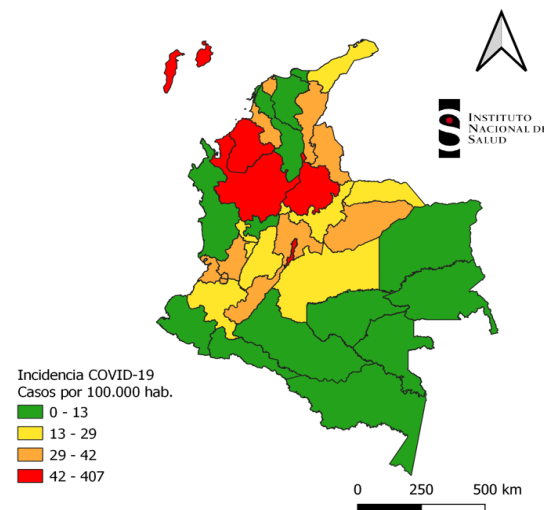 INSTITUTO
NACIONAL DE
SALUD
Incidencia COVID-19
Casos por 100.000 hab.
0 - 13
13 - 29
29 - 42
42 - 407
0 250 500 km